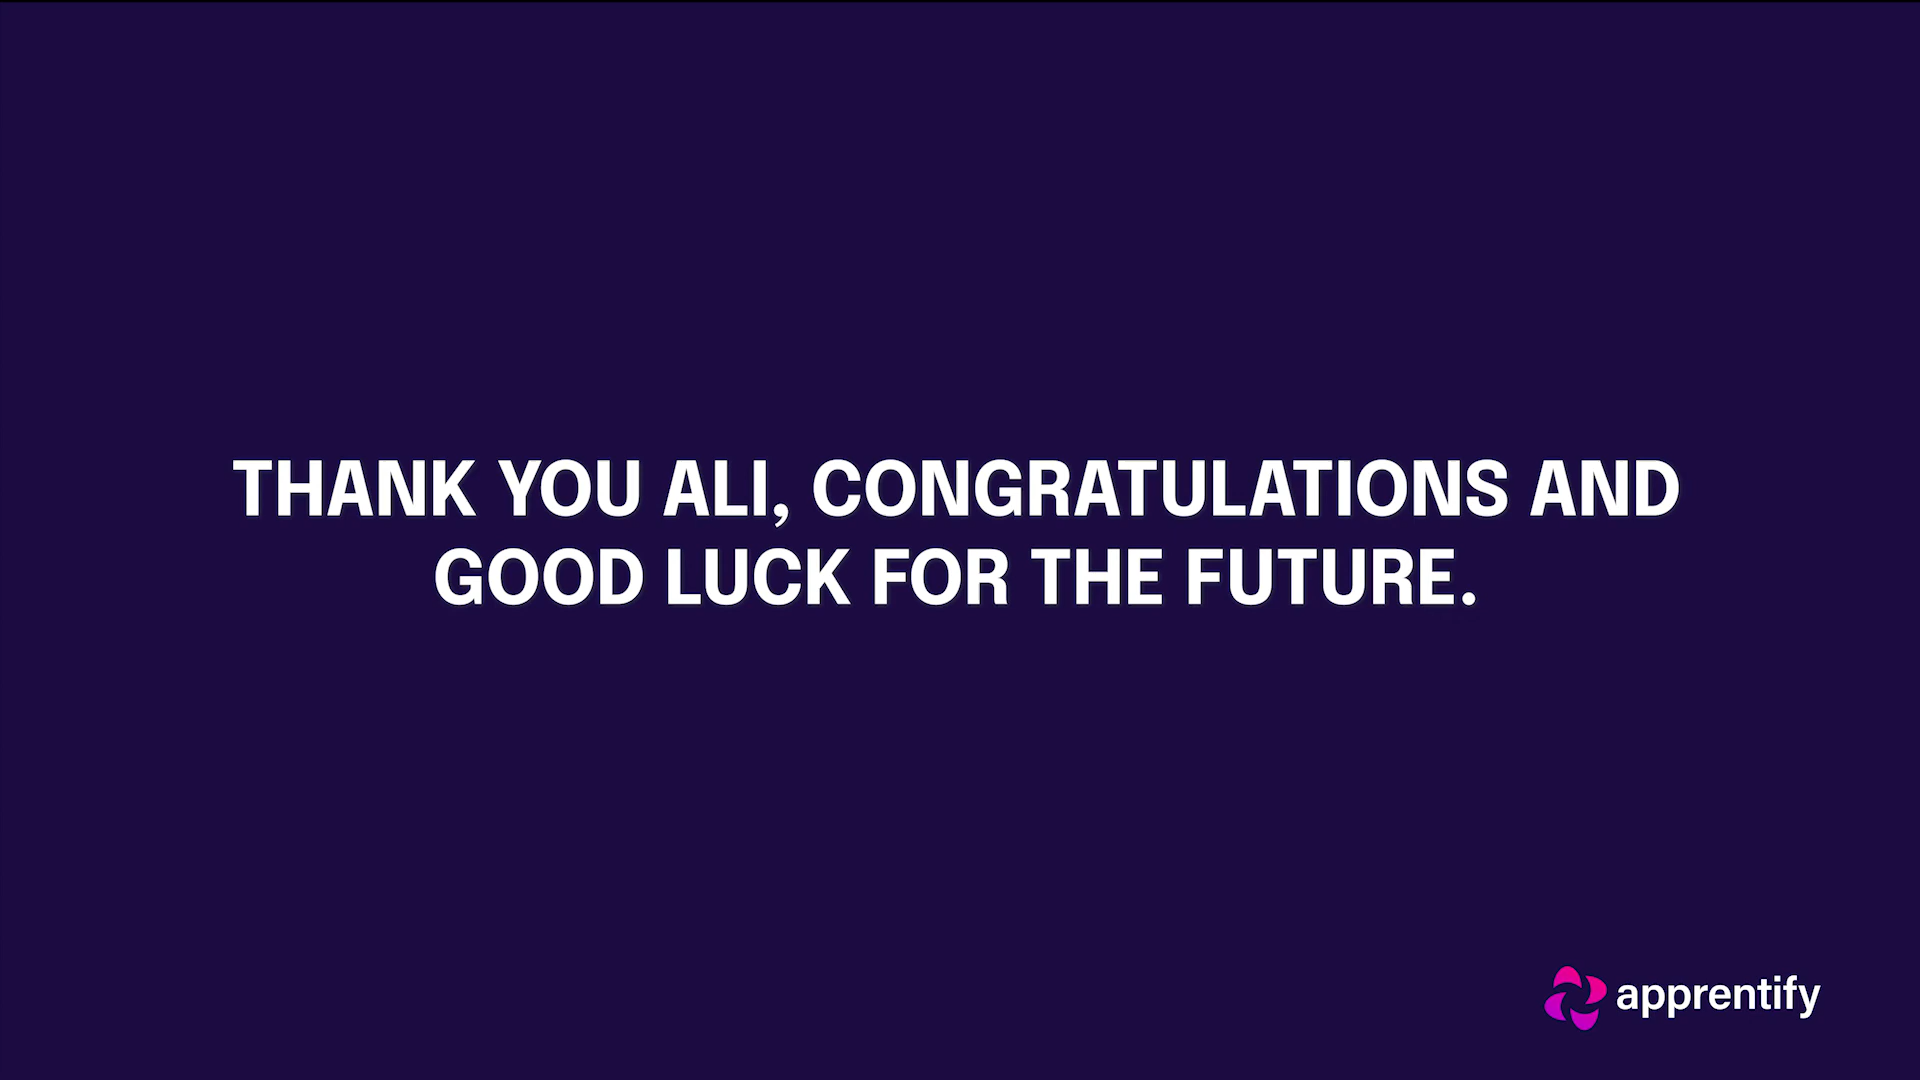 THANK YOU ALI, CONGRATULATIONS AND
GOOD LUCK FOR THE FUTURE.
apprentify